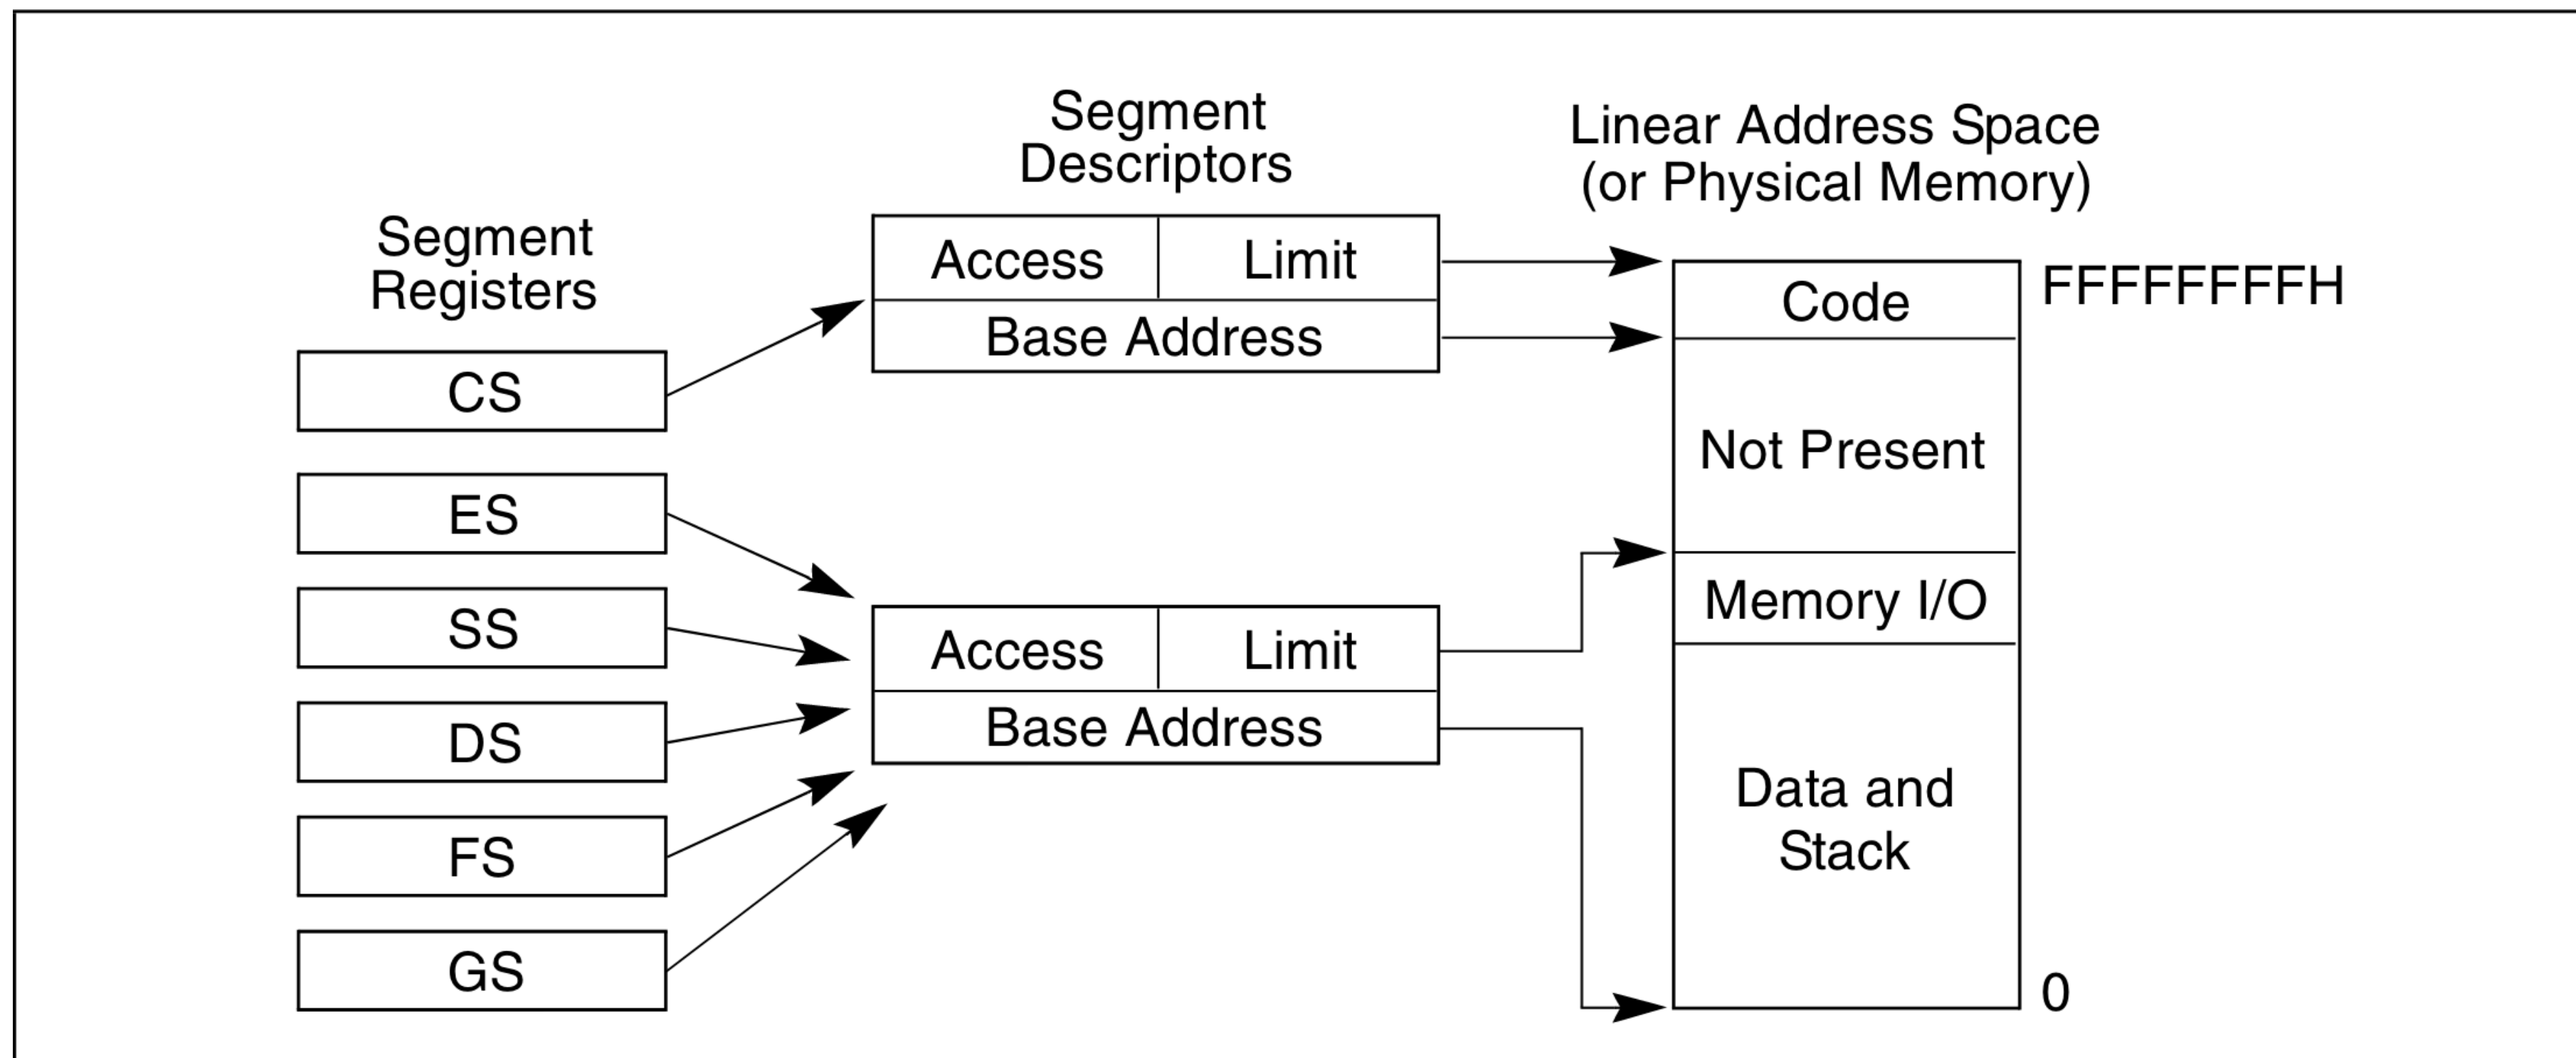 Segment
Registers
CS
ES
SS
DS
FS
GS
Segment
Descriptors
Access Limit
Base Address
Access Limit
Base Address
Linear Address Space
(or Physical Memory)
Code
FFFFFFFFH
Not Present
Memory I/O
Data and
Stack
0